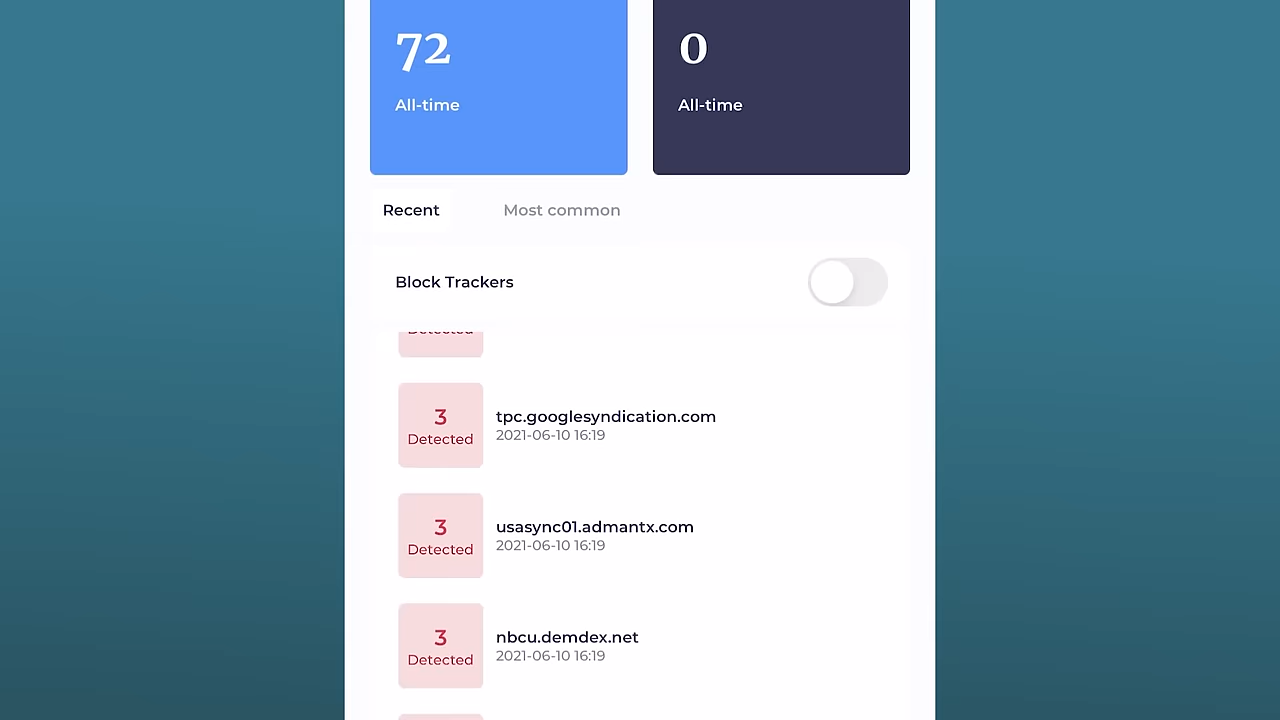 72
0
All-time
All-time
Recent
Most common
Block Trackers
Detected
3
Detected
tpc.googlesyndication.com
2021-06-10 16:19
3
Detected
usasync01.admantx.com
2021-06-10 16:19
3
Detected
nbcu.demdex.net
2021-06-10 16:19